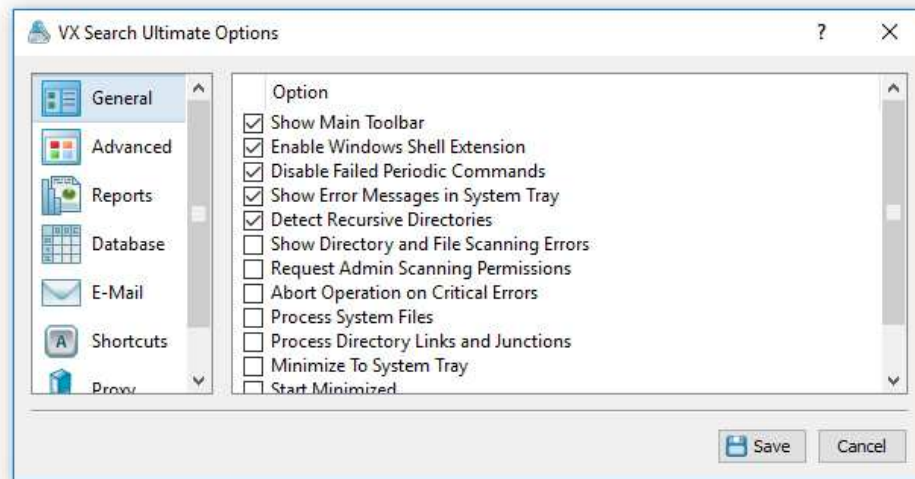 VX Search Ultimate Options
?
General
Advanced
Reports
Database
E-Mail
A
Shortcuts
Proxy
Option
Show Main Toolbar
Enable Windows Shell Extension
Disable Failed Periodic Commands
Show Error Messages in System Tray
Detect Recursive Directories
Show Directory and File Scanning Errors
Request Admin Scanning Permissions
Abort Operation on Critical Errors
Process System Files
Process Directory Links and Junctions
Minimize To System Tray
Start Minimized
Save
Cancel